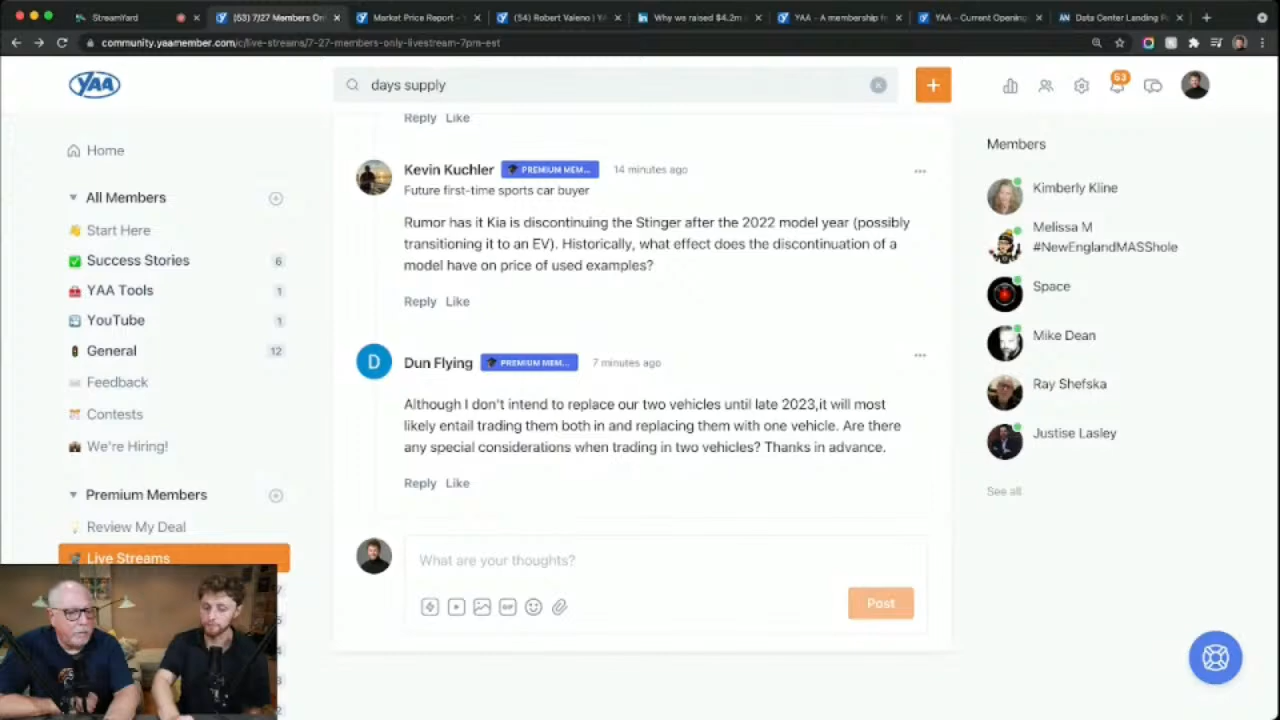 StreamYard
(53) 7/27 Members On
Market Price Report -
(54) Robert Valeno | YA
Why we raised $4.2m
YAA – A membership f
YAA – Current Opening
Data Center Landing P
community.yaamember.com/c/live-streams/7-27-members-only-livestream-7pm-est
YAA
days supply
53
Home
All Members
Start Here
Success Stories 6
YAA Tools 1
YouTube 1
General 12
Feedback
Contests
We're Hiring!
Premium Members
Review My Deal
Live Streams
Reply Like
Kevin Kuchler PREMIUM MEM... 14 minutes ago
Future first-time sports car buyer
Rumor has it Kia is discontinuing the Stinger after the 2022 model year (possibly
transitioning it to an EV). Historically, what effect does the discontinuation of a
model have on price of used examples?
Reply Like
D
Dun Flying PREMIUM MEM... 7 minutes ago
Although I don't intend to replace our two vehicles until late 2023,it will most
likely entail trading them both in and replacing them with one vehicle. Are there
any special considerations when trading in two vehicles? Thanks in advance.
Reply Like
What are your thoughts?
GIF
Post
Members
Kimberly Kline
Melissa M
#NewEnglandMASShole
Space
Mike Dean
Ray Shefska
Justise Lasley
See all